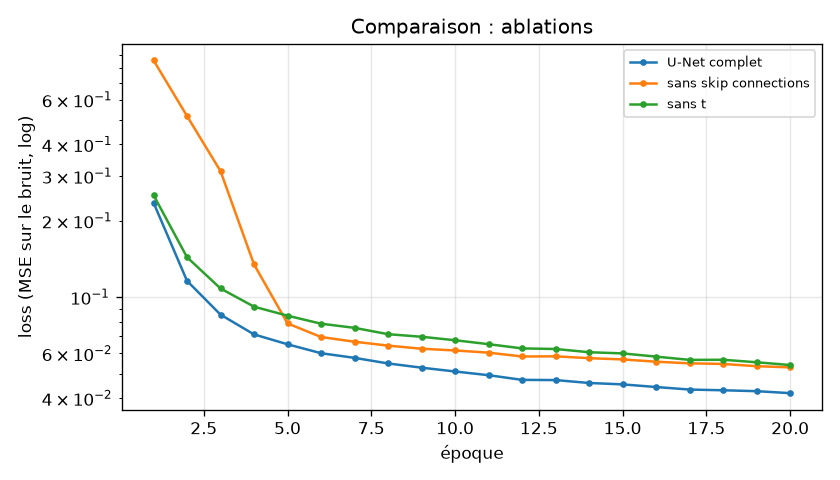 Comparaison : ablations
U-Net complet
sans skip connections
sans t
loss (MSE sur le bruit, log)
6 × 10⁻¹
4 × 10⁻¹
3 × 10⁻¹
2 × 10⁻¹
10⁻¹
6 × 10⁻²
4 × 10⁻²
2.5 5.0 7.5 10.0 12.5 15.0 17.5 20.0
époque